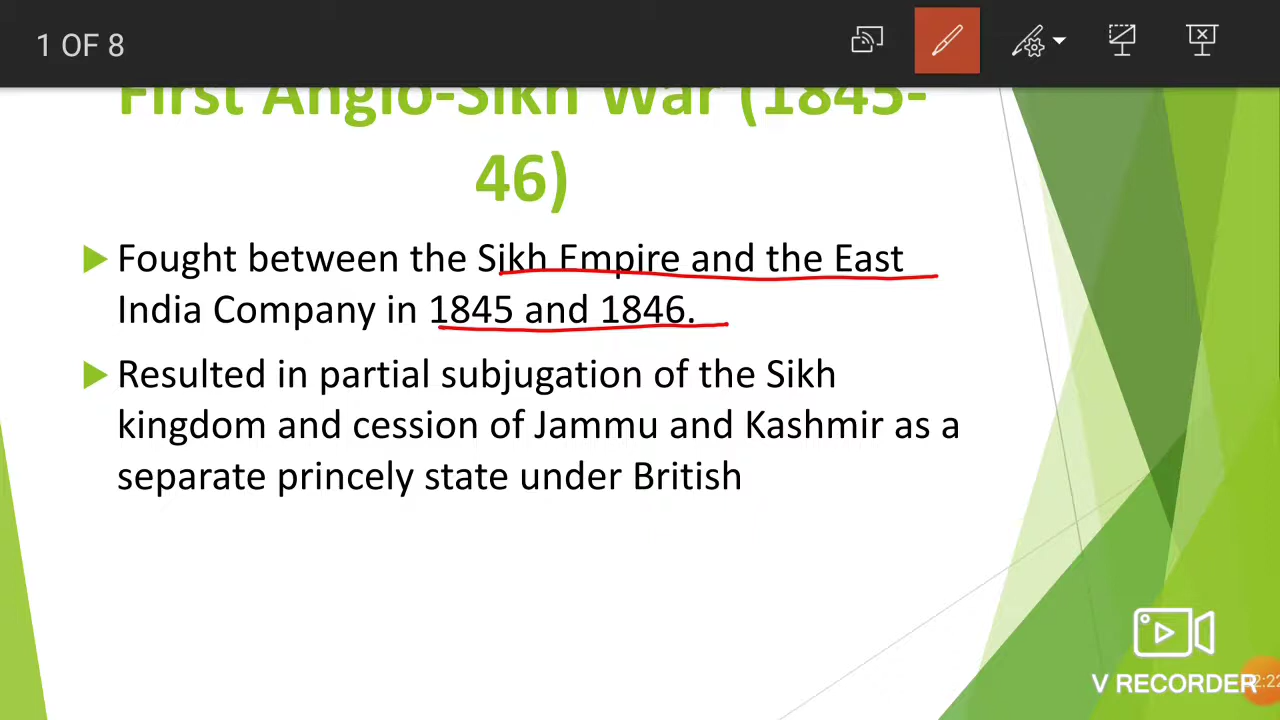 1 OF 8
First Anglo-Sikh War (1845-
46)
Fought between the Sikh Empire and the East
India Company in 1845 and 1846.
Resulted in partial subjugation of the Sikh
kingdom and cession of Jammu and Kashmir as a
separate princely state under British
V RECORDER